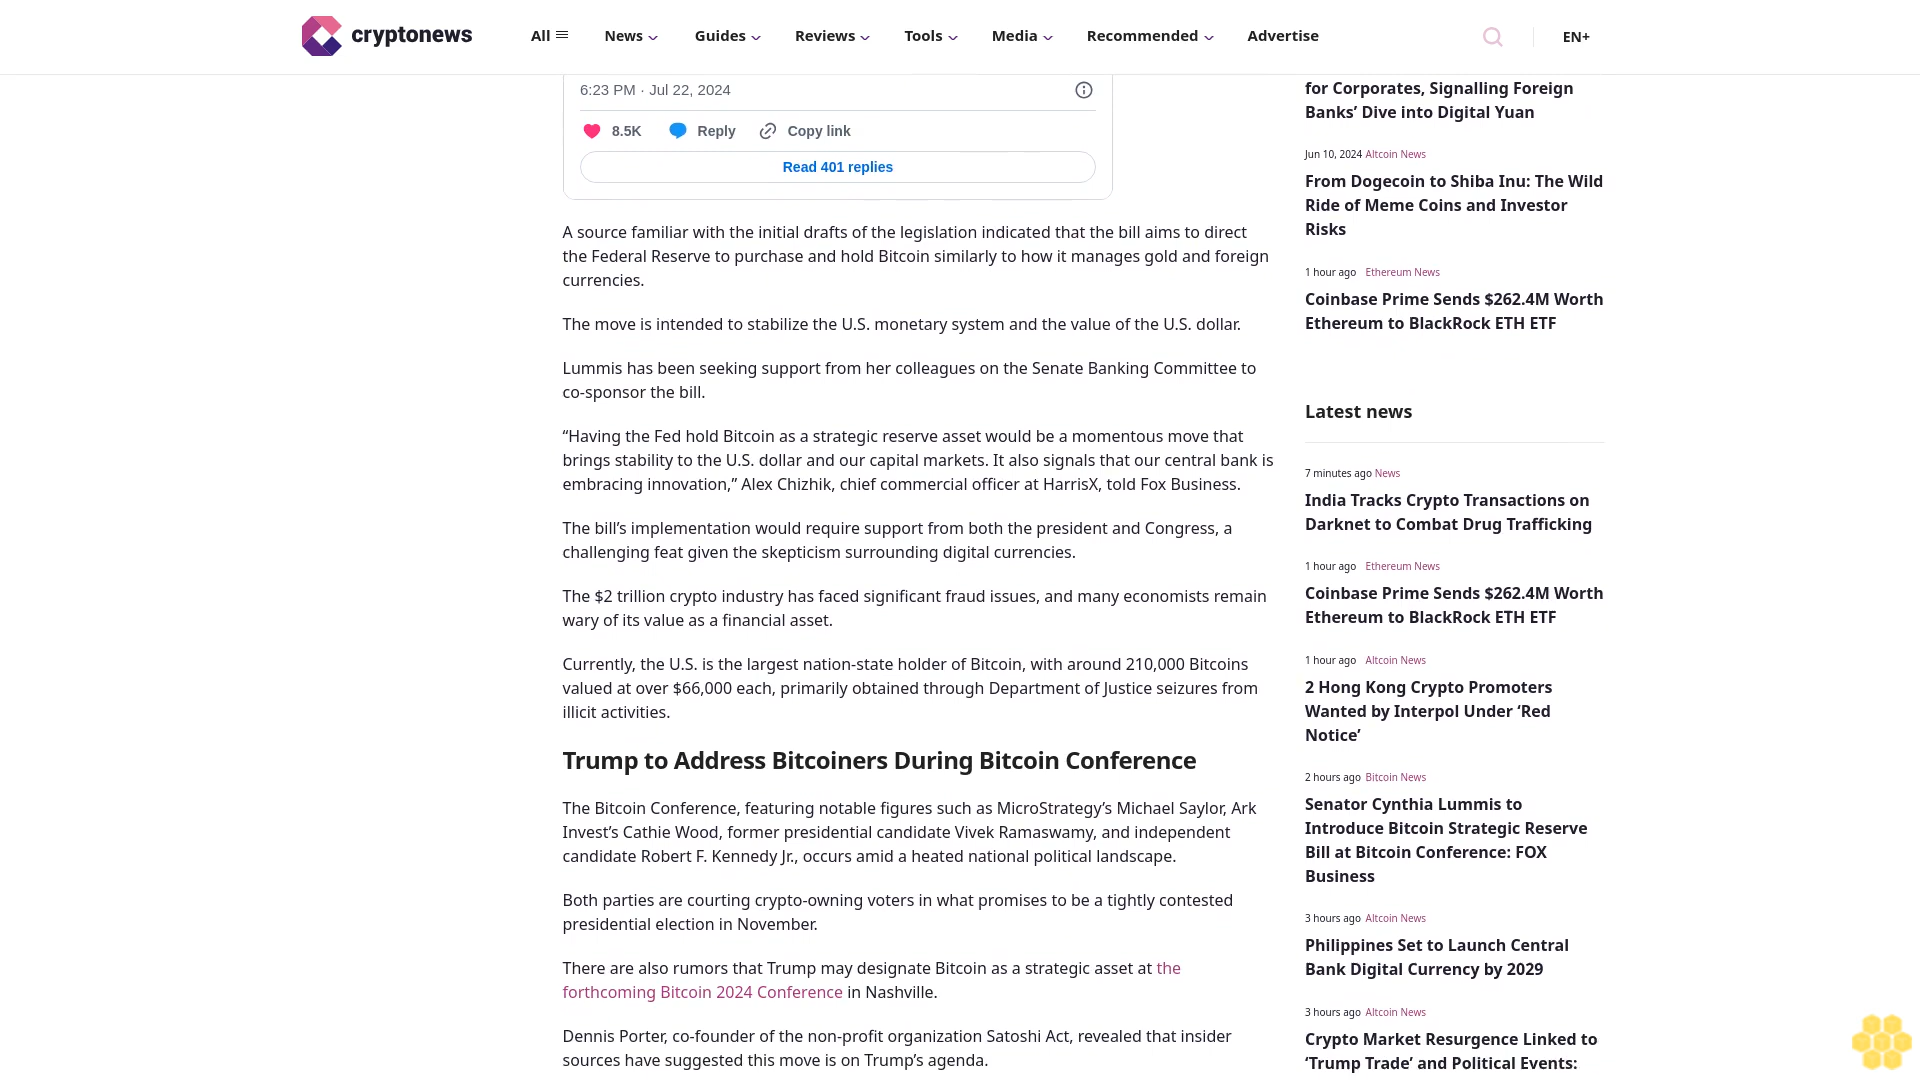 cryptonews
All
News
Guides
Reviews
Tools
Media
Recommended
Advertise
EN+
6:23 PM · Jul 22, 2024
8.5K
Reply
Copy link
Read 401 replies
A source familiar with the initial drafts of the legislation indicated that the bill aims to direct
the Federal Reserve to purchase and hold Bitcoin similarly to how it manages gold and foreign
currencies.
The move is intended to stabilize the U.S. monetary system and the value of the U.S. dollar.
Lummis has been seeking support from her colleagues on the Senate Banking Committee to
co-sponsor the bill.
“Having the Fed hold Bitcoin as a strategic reserve asset would be a momentous move that
brings stability to the U.S. dollar and our capital markets. It also signals that our central bank is
embracing innovation,” Alex Chizhik, chief commercial officer at HarrisX, told Fox Business.
The bill’s implementation would require support from both the president and Congress, a
challenging feat given the skepticism surrounding digital currencies.
The $2 trillion crypto industry has faced significant fraud issues, and many economists remain
wary of its value as a financial asset.
Currently, the U.S. is the largest nation-state holder of Bitcoin, with around 210,000 Bitcoins
valued at over $66,000 each, primarily obtained through Department of Justice seizures from
illicit activities.
Trump to Address Bitcoiners During Bitcoin Conference
The Bitcoin Conference, featuring notable figures such as MicroStrategy’s Michael Saylor, Ark
Invest’s Cathie Wood, former presidential candidate Vivek Ramaswamy, and independent
candidate Robert F. Kennedy Jr., occurs amid a heated national political landscape.
Both parties are courting crypto-owning voters in what promises to be a tightly contested
presidential election in November.
There are also rumors that Trump may designate Bitcoin as a strategic asset at the
forthcoming Bitcoin 2024 Conference in Nashville.
Dennis Porter, co-founder of the non-profit organization Satoshi Act, revealed that insider
sources have suggested this move is on Trump’s agenda.
for Corporates, Signalling Foreign
Banks’ Dive into Digital Yuan
Jun 10, 2024 Altcoin News
From Dogecoin to Shiba Inu: The Wild
Ride of Meme Coins and Investor
Risks
1 hour ago Ethereum News
Coinbase Prime Sends $262.4M Worth
Ethereum to BlackRock ETH ETF
Latest news
7 minutes ago News
India Tracks Crypto Transactions on
Darknet to Combat Drug Trafficking
1 hour ago Ethereum News
Coinbase Prime Sends $262.4M Worth
Ethereum to BlackRock ETH ETF
1 hour ago Altcoin News
2 Hong Kong Crypto Promoters
Wanted by Interpol Under ‘Red
Notice’
2 hours ago Bitcoin News
Senator Cynthia Lummis to
Introduce Bitcoin Strategic Reserve
Bill at Bitcoin Conference: FOX
Business
3 hours ago Altcoin News
Philippines Set to Launch Central
Bank Digital Currency by 2029
3 hours ago Altcoin News
Crypto Market Resurgence Linked to
‘Trump Trade’ and Political Events: